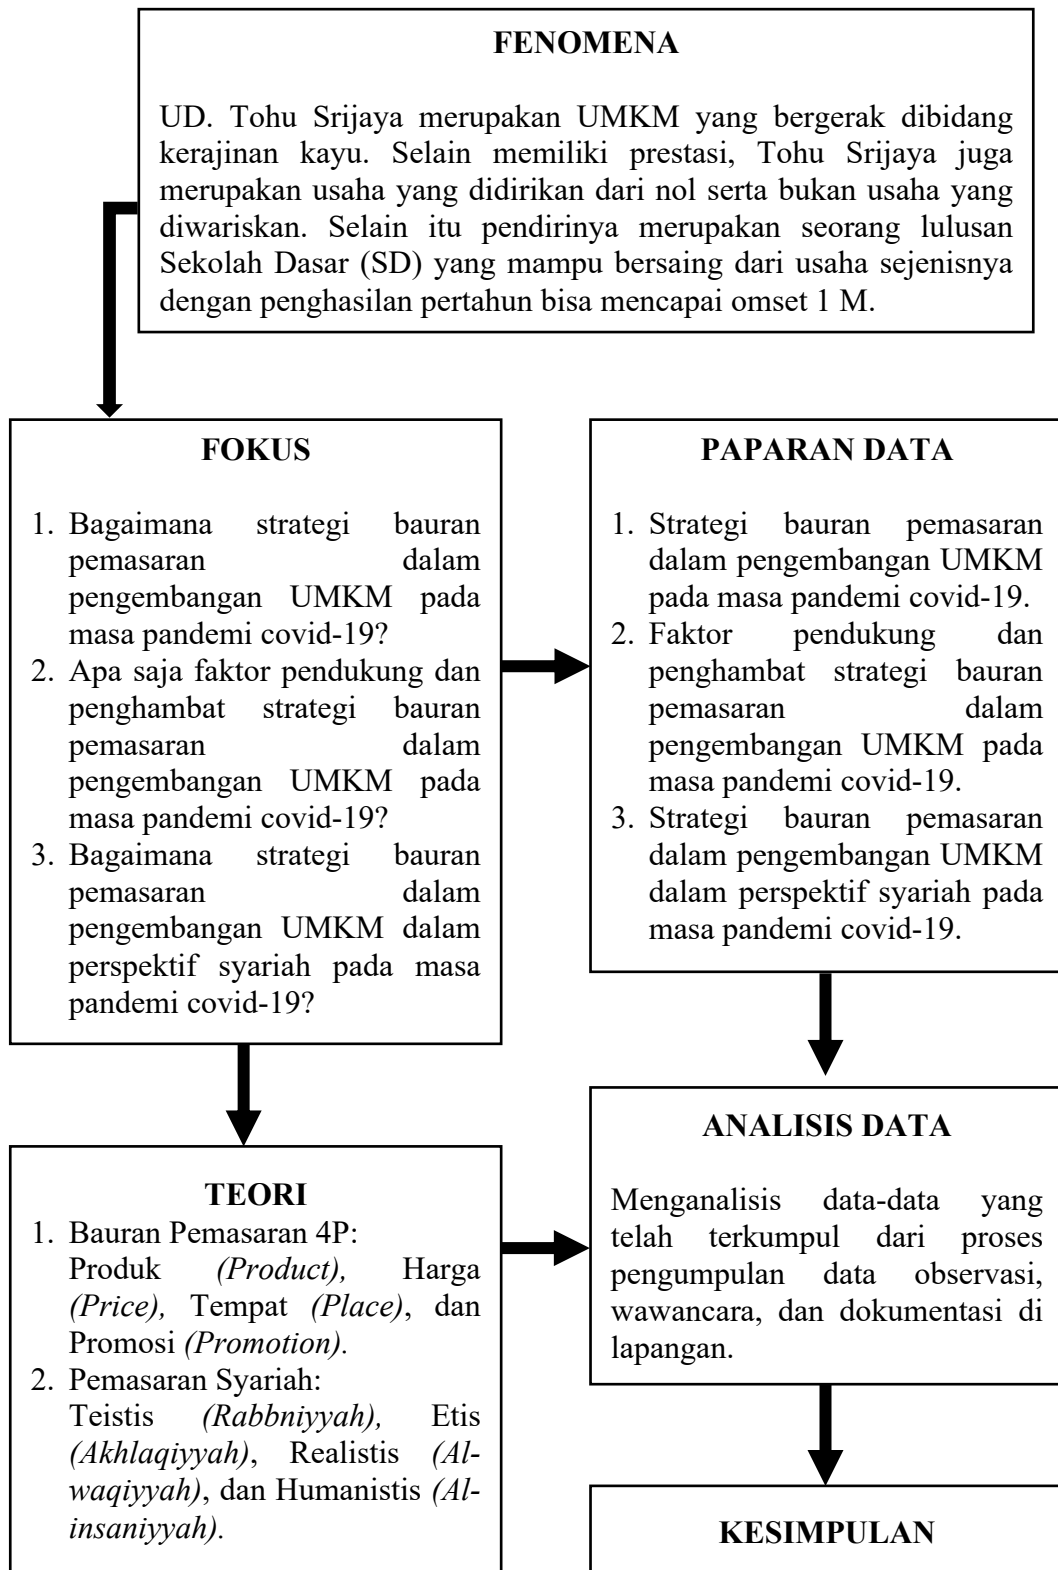 FENOMENA
UD. Tohu Srijaya merupakan UMKM yang bergerak dibidang
kerajinan kayu. Selain memiliki prestasi, Tohu Srijaya juga
merupakan usaha yang didirikan dari nol serta bukan usaha yang
diwariskan. Selain itu pendirinya merupakan seorang lulusan
Sekolah Dasar (SD) yang mampu bersaing dari usaha sejenisnya
dengan penghasilan pertahun bisa mencapai omset 1 M.
FOKUS
1. Bagaimana strategi bauran
pemasaran dalam
pengembangan UMKM pada
masa pandemi covid-19?
2. Apa saja faktor pendukung dan
penghambat strategi bauran
pemasaran dalam
pengembangan UMKM pada
masa pandemi covid-19?
3. Bagaimana strategi bauran
pemasaran dalam
pengembangan UMKM dalam
perspektif syariah pada masa
pandemi covid-19?
PAPARAN DATA
1. Strategi bauran pemasaran
dalam pengembangan UMKM
pada masa pandemi covid-19.
2. Faktor pendukung dan
penghambat strategi bauran
pemasaran dalam
pengembangan UMKM pada
masa pandemi covid-19.
3. Strategi bauran pemasaran
dalam pengembangan UMKM
dalam perspektif syariah pada
masa pandemi covid-19.
TEORI
1. Bauran Pemasaran 4P:
Produk (Product), Harga
(Price), Tempat (Place), dan
Promosi (Promotion).
2. Pemasaran Syariah:
Teistis (Rabbniyyah), Etis
(Akhlaqiyyah), Realistis (Al-
waqiyyah), dan Humanistis (Al-
insaniyyah).
ANALISIS DATA
Menganalisis data-data yang
telah terkumpul dari proses
pengumpulan data observasi,
wawancara, dan dokumentasi di
lapangan.
KESIMPULAN